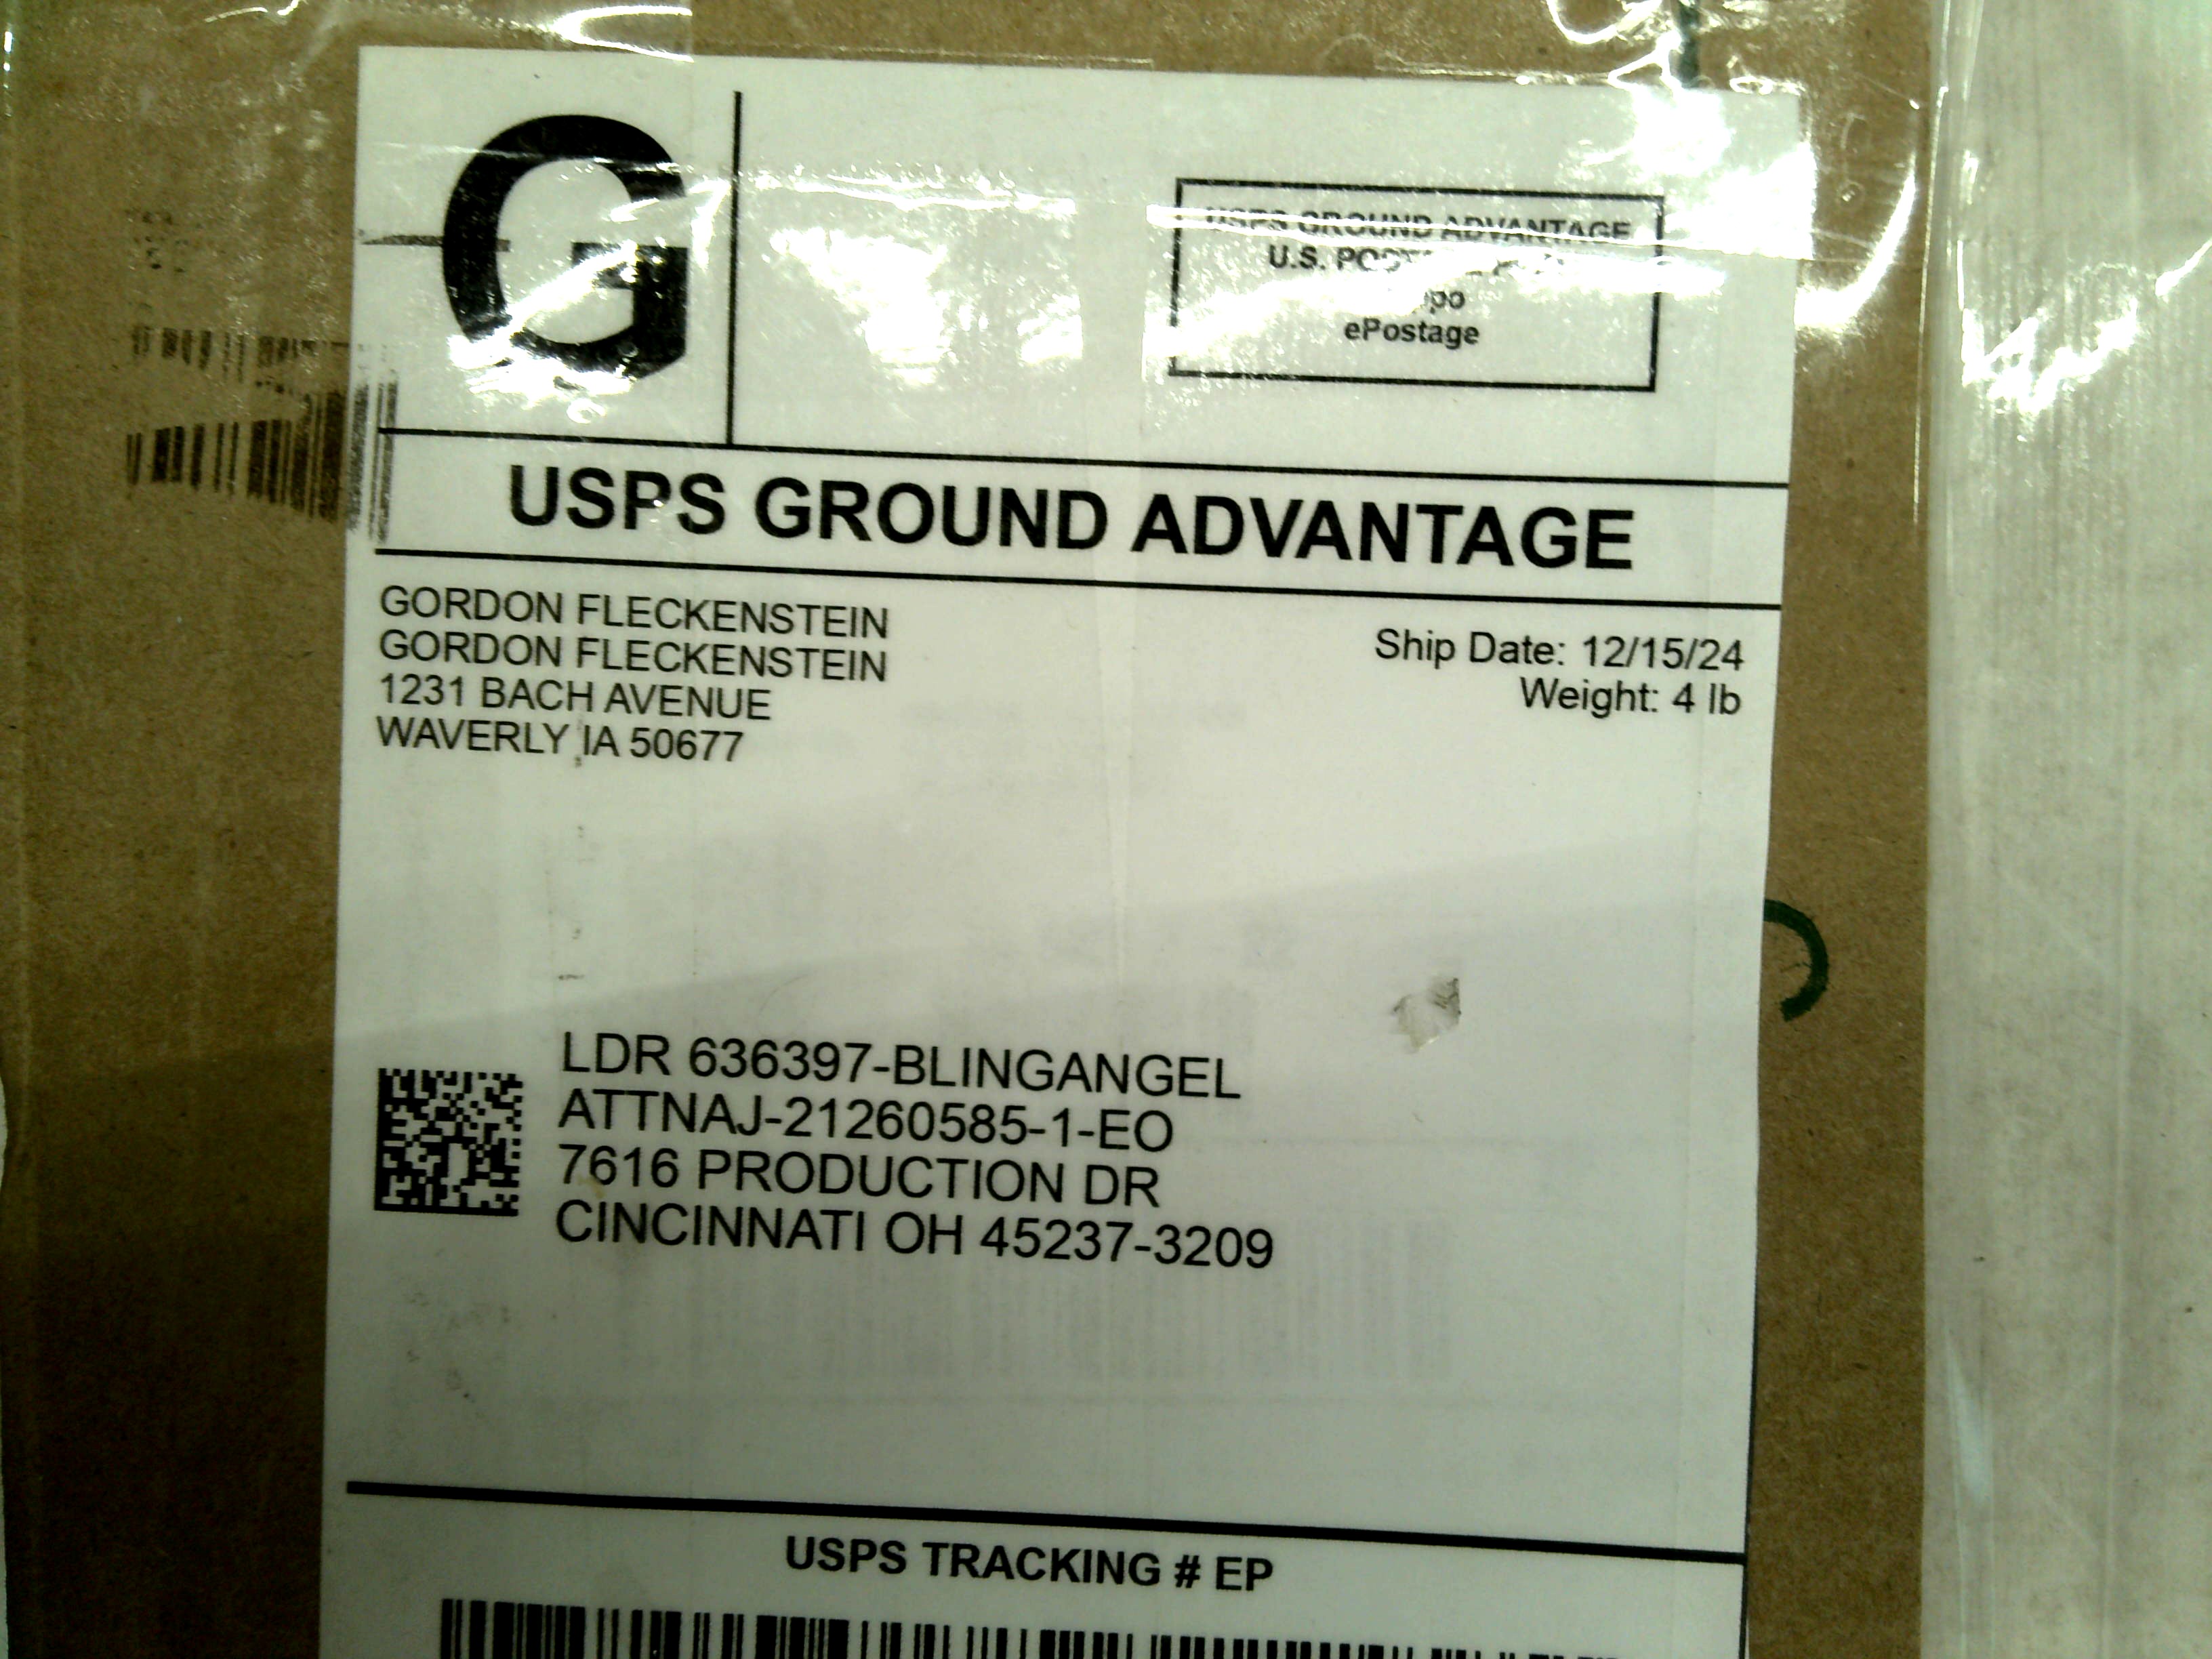 G
USPS GROUND ADVANTAGE
U.S.
ePostage
USPS GROUND ADVANTAGE
GORDON FLECKENSTEIN
GORDON FLECKENSTEIN
1231 BACH AVENUE
WAVERLY IA 50677
Ship Date: 12/15/24
Weight: 4 lb
LDR 636397-BLINGANGEL
ATTNAJ-21260585-1-EO
7616 PRODUCTION DR
CINCINNATI OH 45237-3209
USPS TRACKING # EP